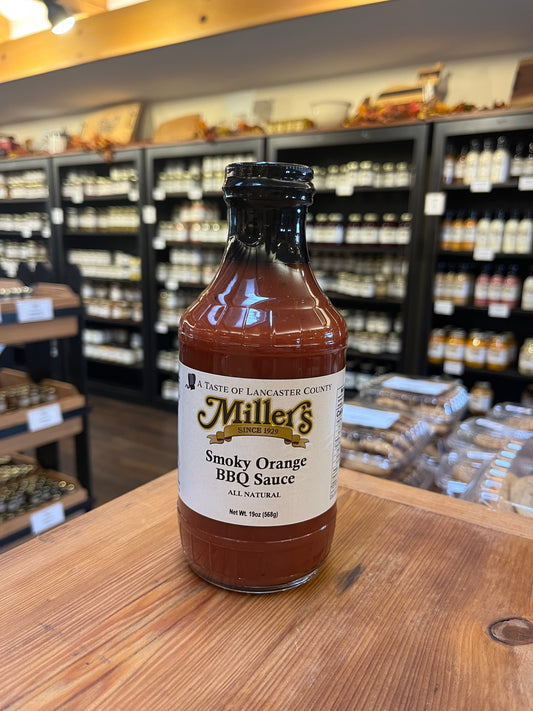 A Taste of Lancaster County
Miller's
SINCE 1929
Smoky Orange
BBQ Sauce
ALL NATURAL
Net Wt. 19oz (568g)